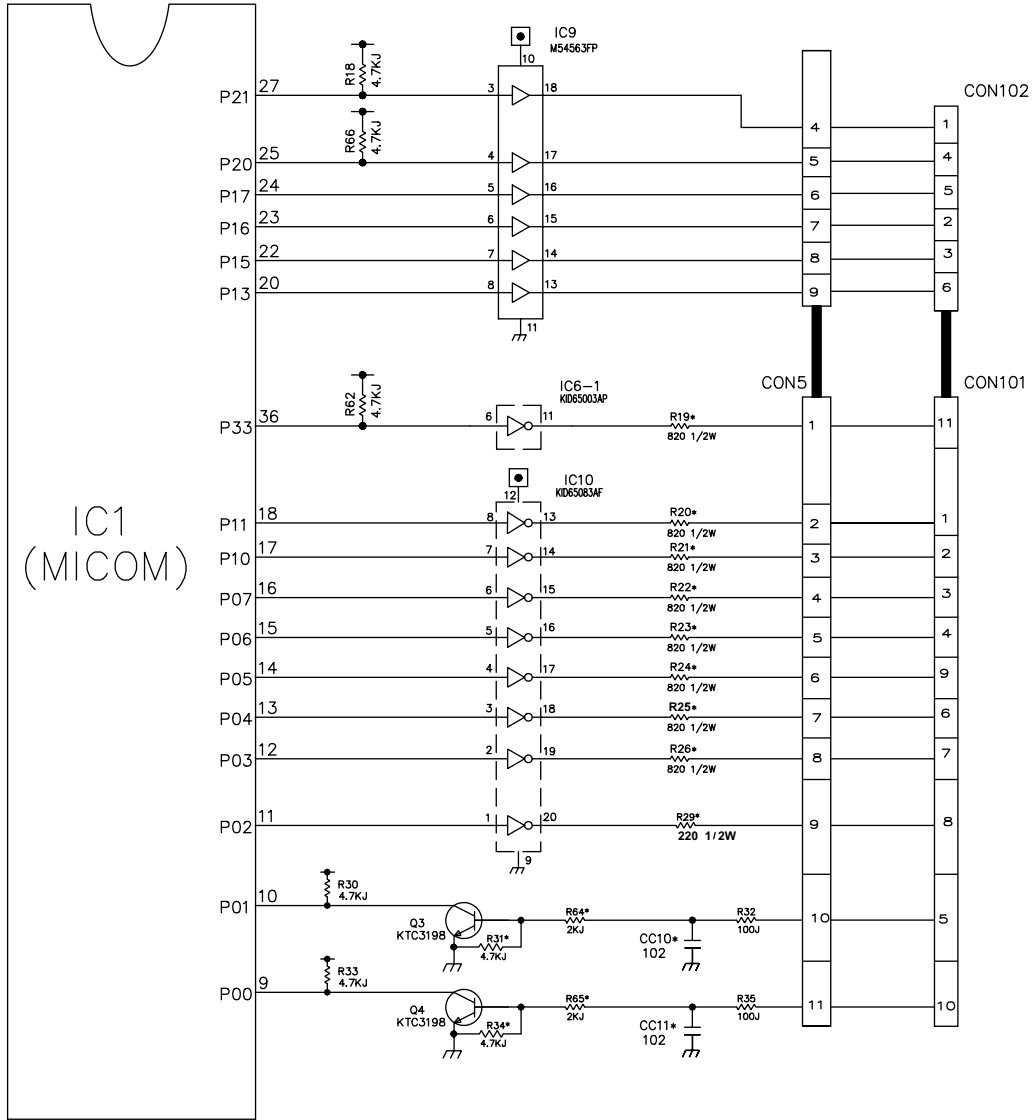 IC9
M54563FP
10
R18
4.7KJ
P21
27
3
18
CON102
4
1
R66
4.7KJ
P20
25
4
17
5
4
P17
24
5
16
6
5
P16
23
6
15
7
2
P15
22
7
14
8
3
P13
20
8
13
9
6
11
R62
4.7KJ
IC6-1
KID65003AP
CON5
CON101
P33
36
6
11
R19*
820 1/2W
1
11
IC10
KID65083AF
12
IC1
(MICOM)
P11
18
8
13
R20*
820 1/2W
2
1
P10
17
7
14
R21*
820 1/2W
3
2
P07
16
6
15
R22*
820 1/2W
4
3
P06
15
5
16
R23*
820 1/2W
5
4
P05
14
4
17
R24*
820 1/2W
6
9
P04
13
3
18
R25*
820 1/2W
7
6
P03
12
2
19
R26*
820 1/2W
8
7
P02
11
1
20
R29*
220 1/2W
9
8
9
R30
4.7KJ
P01
10
Q3
KTC3198
R31*
4.7KJ
R64*
2KJ
CC10*
102
R32
100J
10
5
R33
4.7KJ
P00
9
Q4
KTC3198
R34*
4.7KJ
R65*
2KJ
CC11*
102
R35
100J
11
10